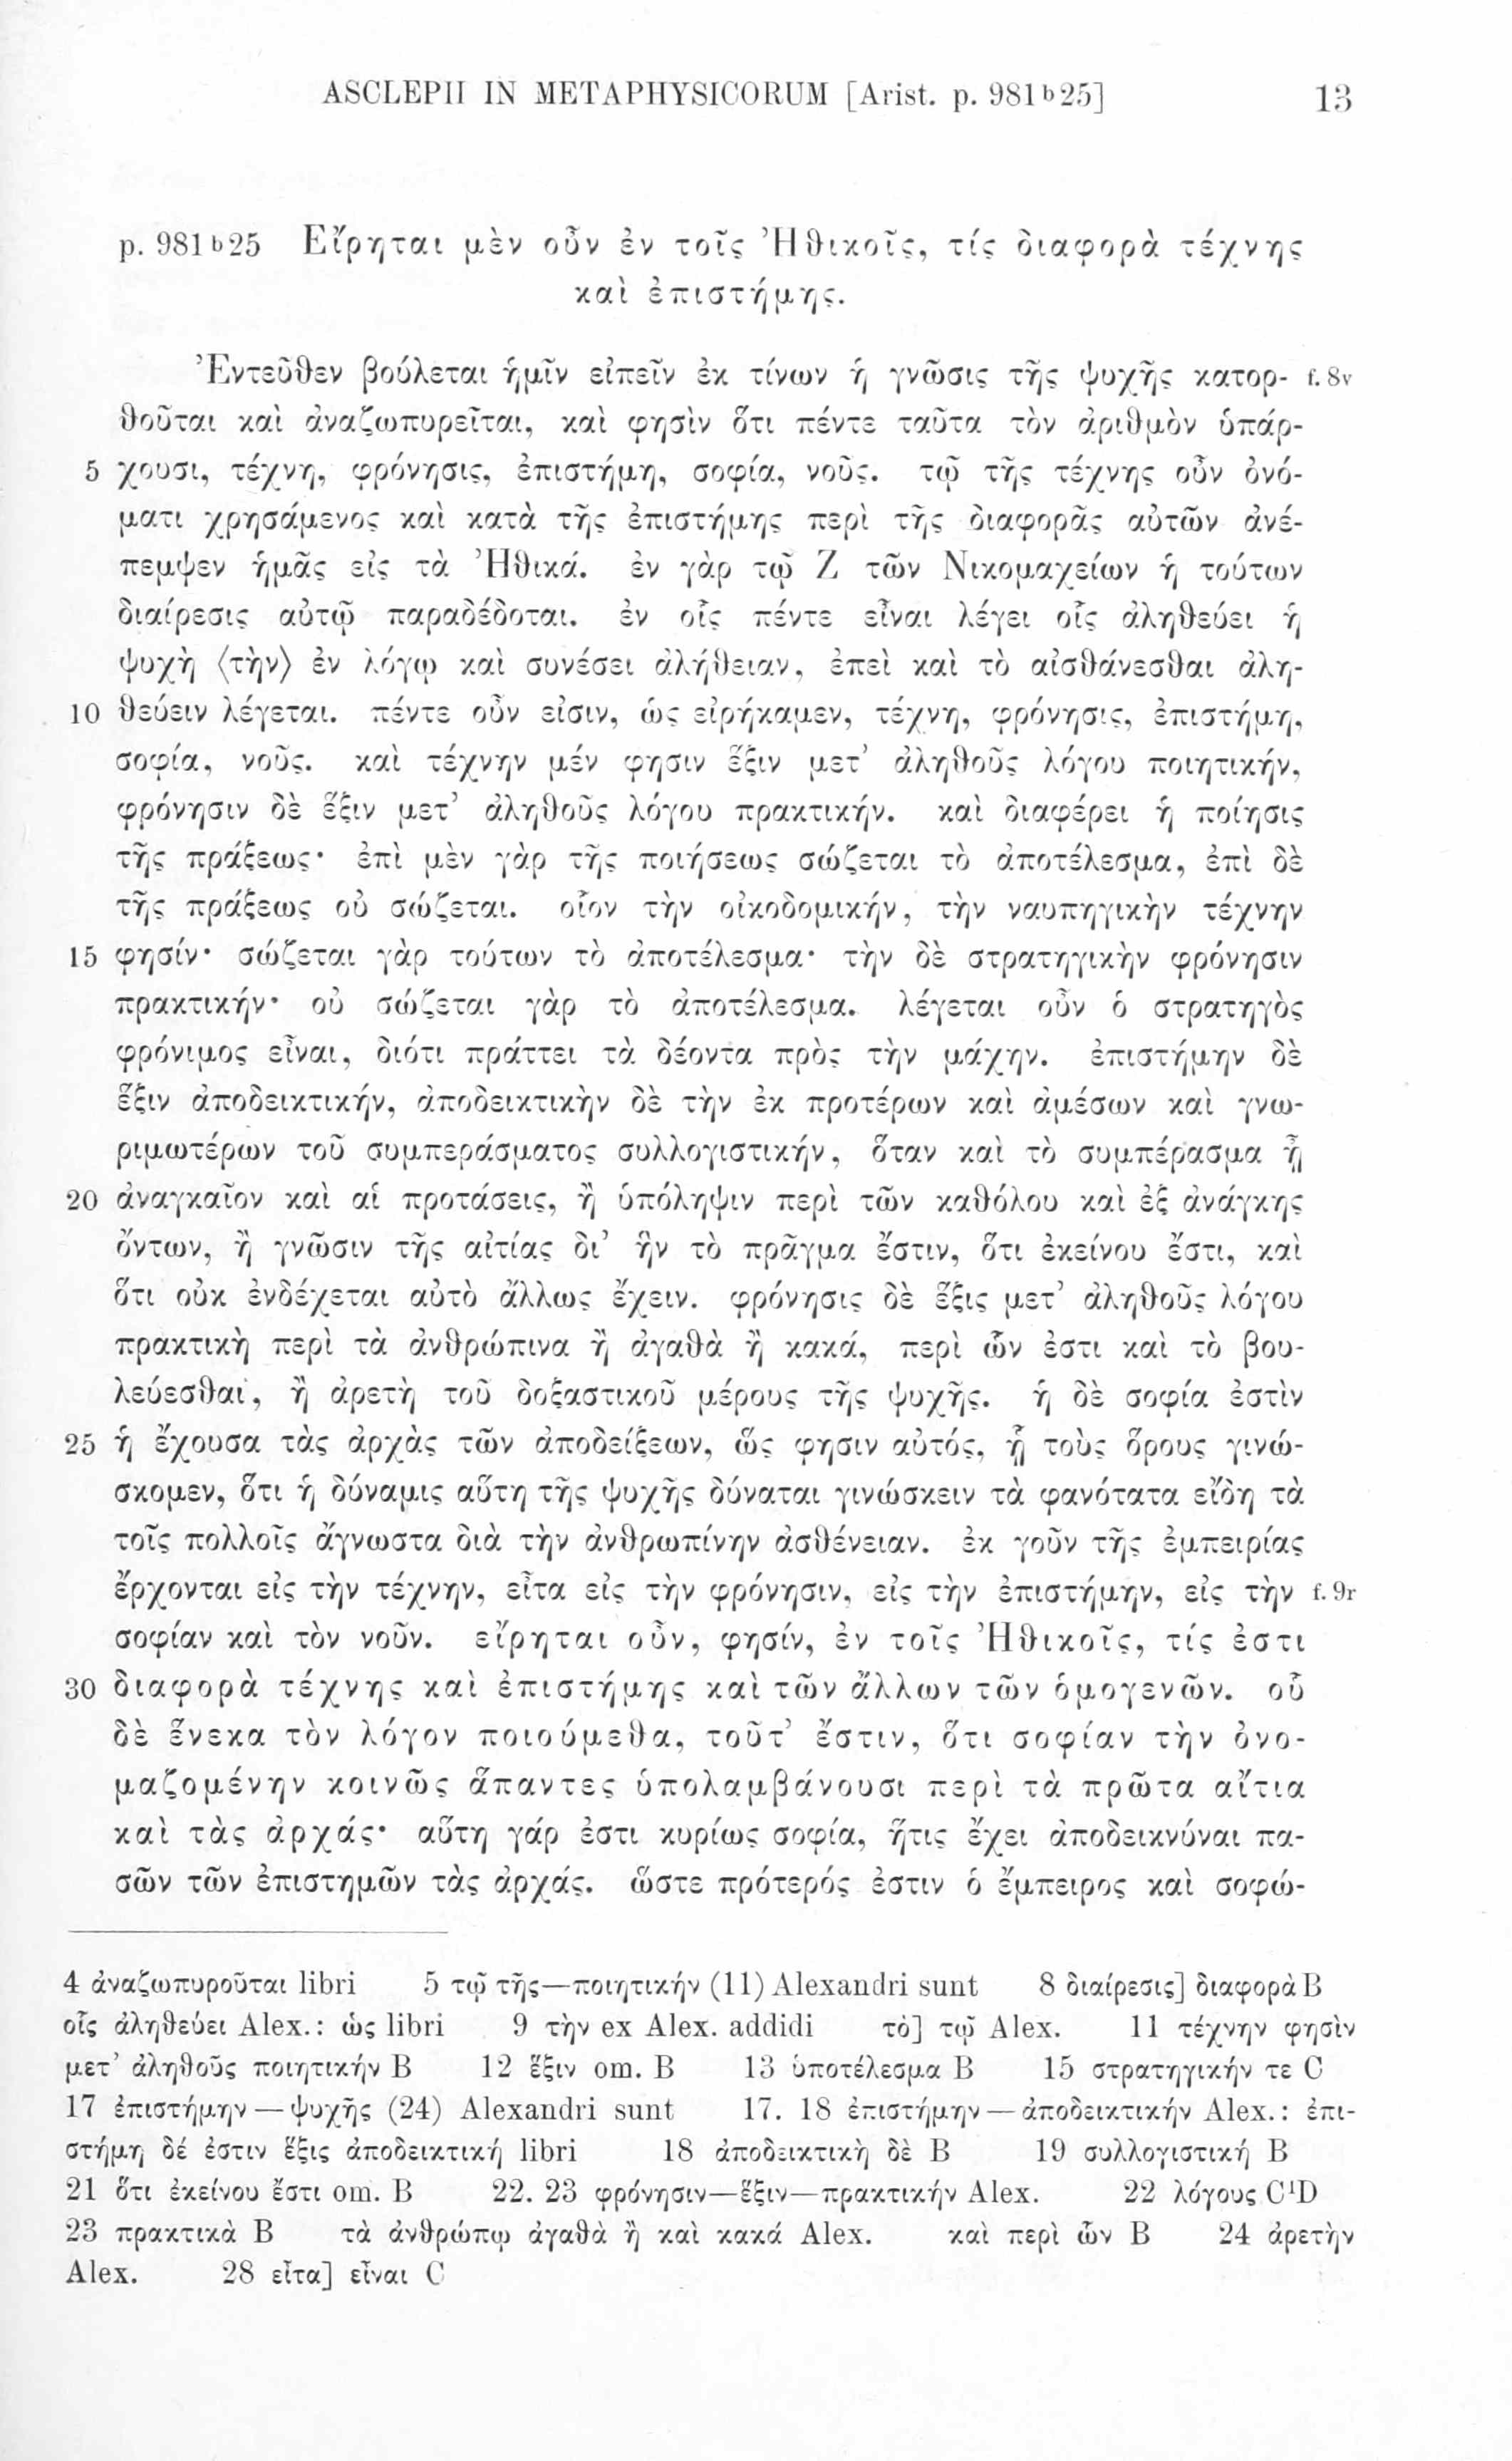 ASCLEPII IN METAPHYSICORUM [Arist. p. 981ᵇ25] 13
p. 981ᵇ25 Εἴρηται μὲν οὖν ἐν τοῖς Ἠθικοῖς, τίς διαφορὰ τέχνης
καὶ ἐπιστήμης.
Ἐντεῦθεν βούλεται ἡμῖν εἰπεῖν ἐκ τίνων ἡ γνῶσις τῆς ψυχῆς κατορ- f. 8v
θοῦται καὶ ἀναζωπυρεῖται, καὶ φησὶν ὅτι πέντε ταῦτα τὸν ἀριθμὸν ὑπάρ-
5 χουσι, τέχνη, φρόνησις, ἐπιστήμη, σοφία, νοῦς. τῷ τῆς τέχνης οὖν ὀνό-
ματι χρησάμενος καὶ κατὰ τῆς ἐπιστήμης περὶ τῆς διαφορᾶς αὐτῶν ἀνέ-
πεμψεν ἡμᾶς εἰς τὰ Ἠθικά. ἐν γὰρ τῷ Ζ τῶν Νικομαχείων ἡ τούτων
διαίρεσις αὐτῷ παραδέδοται. ἐν οἷς πέντε εἶναι λέγει οἷς ἀληθεύει ἡ
ψυχὴ ⟨τὴν⟩ ἐν λόγῳ καὶ συνέσει ἀλήθειαν, ἐπεὶ καὶ τὸ αἰσθάνεσθαι ἀλη-
10 θεύειν λέγεται. πέντε οὖν εἰσιν, ὡς εἰρήκαμεν, τέχνη, φρόνησις, ἐπιστήμη,
σοφία, νοῦς. καὶ τέχνην μέν φησιν ἕξιν μετ’ ἀληθοῦς λόγου ποιητικήν,
φρόνησιν δὲ ἕξιν μετ’ ἀληθοῦς λόγου πρακτικήν. καὶ διαφέρει ἡ ποίησις
τῆς πράξεως· ἐπὶ μὲν γὰρ τῆς ποιήσεως σώζεται τὸ ἀποτέλεσμα, ἐπὶ δὲ
τῆς πράξεως οὐ σώζεται. οἷον τὴν οἰκοδομικήν, τὴν ναυπηγικὴν τέχνην
15 φησίν· σώζεται γὰρ τούτων τὸ ἀποτέλεσμα· τὴν δὲ στρατηγικὴν φρόνησιν
πρακτικήν· οὐ σώζεται γὰρ τὸ ἀποτέλεσμα. λέγεται οὖν ὁ στρατηγὸς
φρόνιμος εἶναι, διότι πράττει τὰ δέοντα πρὸς τὴν μάχην. ἐπιστήμην δὲ
ἕξιν ἀποδεικτικήν, ἀποδεικτικὴν δὲ τὴν ἐκ προτέρων καὶ ἀμέσων καὶ γνω-
ριμωτέρων τοῦ συμπεράσματος συλλογιστικήν, ὅταν καὶ τὸ συμπέρασμα ᾖ
20 ἀναγκαῖον καὶ αἱ προτάσεις, ἢ ὑπόληψιν περὶ τῶν καθόλου καὶ ἐξ ἀνάγκης
ὄντων, ἢ γνῶσιν τῆς αἰτίας δι’ ἣν τὸ πρᾶγμα ἔστιν, ὅτι ἐκείνου ἔστι, καὶ
ὅτι οὐκ ἐνδέχεται αὐτὸ ἄλλως ἔχειν. φρόνησις δὲ ἕξις μετ’ ἀληθοῦς λόγου
πρακτικὴ περὶ τὰ ἀνθρώπινα ἢ ἀγαθὰ ἢ κακά, περὶ ὧν ἐστι καὶ τὸ βου-
λεύεσθαι, ἢ ἀρετὴ τοῦ δοξαστικοῦ μέρους τῆς ψυχῆς. ἡ δὲ σοφία ἐστὶν
25 ἡ ἔχουσα τὰς ἀρχὰς τῶν ἀποδείξεων, ὥς φησιν αὐτός, ᾗ τοὺς ὅρους γινώ-
σκομεν, ὅτι ἡ δύναμις αὕτη τῆς ψυχῆς δύναται γινώσκειν τὰ φανότατα εἴδη τὰ
τοῖς πολλοῖς ἄγνωστα διὰ τὴν ἀνθρωπίνην ἀσθένειαν. ἐκ γοῦν τῆς ἐμπειρίας
ἔρχονται εἰς τὴν τέχνην, εἶτα εἰς τὴν φρόνησιν, εἰς τὴν ἐπιστήμην, εἰς τὴν f. 9r
σοφίαν καὶ τὸν νοῦν. εἴρηται οὖν, φησίν, ἐν τοῖς Ἠθικοῖς, τίς ἐστι
30 διαφορὰ τέχνης καὶ ἐπιστήμης καὶ τῶν ἄλλων τῶν ὁμογενῶν. οὗ
δὲ ἕνεκα τὸν λόγον ποιούμεθα, τοῦτ’ ἔστιν, ὅτι σοφίαν τὴν ὀνο-
μαζομένην κοινῶς ἅπαντες ὑπολαμβάνουσι περὶ τὰ πρῶτα αἴτια
καὶ τὰς ἀρχάς· αὕτη γάρ ἐστι κυρίως σοφία, ἥτις ἔχει ἀποδεικνύναι πα-
σῶν τῶν ἐπιστημῶν τὰς ἀρχάς. ὥστε πρότερός ἐστιν ὁ ἔμπειρος καὶ σοφώ-
4 ἀναζωπυροῦται libri 5 τῷ τῆς—ποιητικήν (11) Alexandri sunt 8 διαίρεσις] διαφορὰ B
οἷς ἀληθεύει Alex.: ὡς libri 9 τὴν ex Alex. addidi τὸ] τῷ Alex. 11 τέχνην φησὶν
μετ’ ἀληθοῦς ποιητικήν B 12 ἕξιν om. B 13 ὑποτέλεσμα B 15 στρατηγικήν τε C
17 ἐπιστήμην — ψυχῆς (24) Alexandri sunt 17. 18 ἐπιστήμην — ἀποδεικτικήν Alex.: ἐπι-
στήμη δέ ἐστιν ἕξις ἀποδεικτική libri 18 ἀποδεικτικὴ δὲ B 19 συλλογιστική B
21 ὅτι ἐκείνου ἔστι om. B 22. 23 φρόνησιν—ἕξιν—πρακτικήν Alex. 22 λόγους C¹D
23 πρακτικὰ B τὰ ἀνθρώπῳ ἀγαθὰ ἢ καὶ κακά Alex. καὶ περὶ ὧν B 24 ἀρετὴν
Alex. 28 εἶτα] εἶναι C